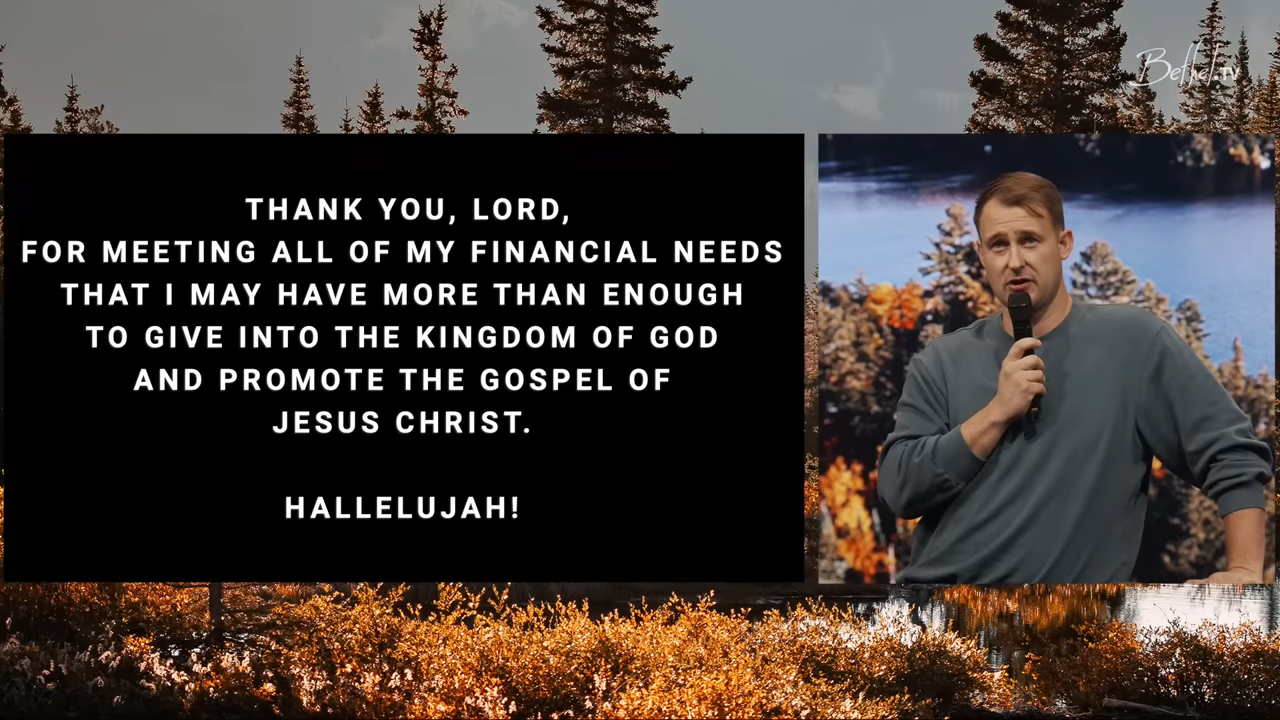 Bethel.TV
THANK YOU, LORD,
FOR MEETING ALL OF MY FINANCIAL NEEDS
THAT I MAY HAVE MORE THAN ENOUGH
TO GIVE INTO THE KINGDOM OF GOD
AND PROMOTE THE GOSPEL OF
JESUS CHRIST.
HALLELUJAH!